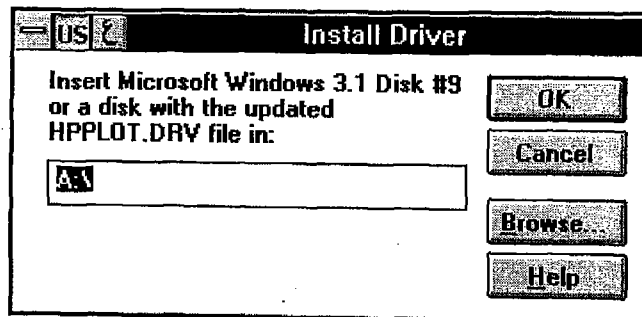 US Install Driver
Insert Microsoft Windows 3.1 Disk #9
or a disk with the updated
HPPLOT.DRV file in:
A:\
OK
Cancel
Browse...
Help